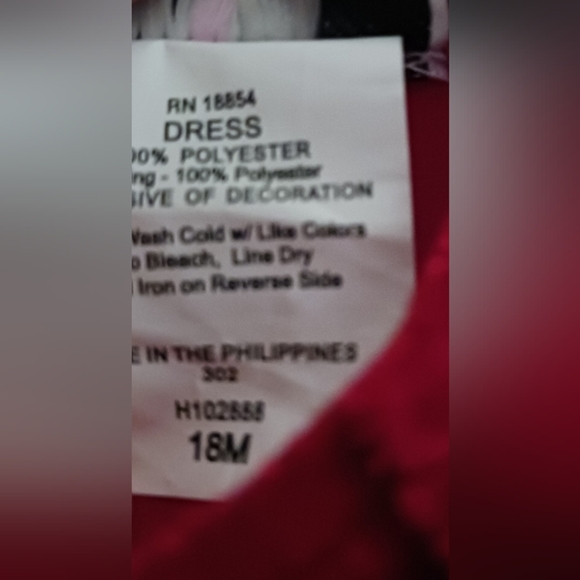 RN 18854
DRESS
00% POLYESTER
ng - 100% Polyester
SIVE OF DECORATION
Wash Cold w/ Like Colors
o Bleach, Line Dry
Iron on Reverse Side
E IN THE PHILIPPINES
302
H102888
18M